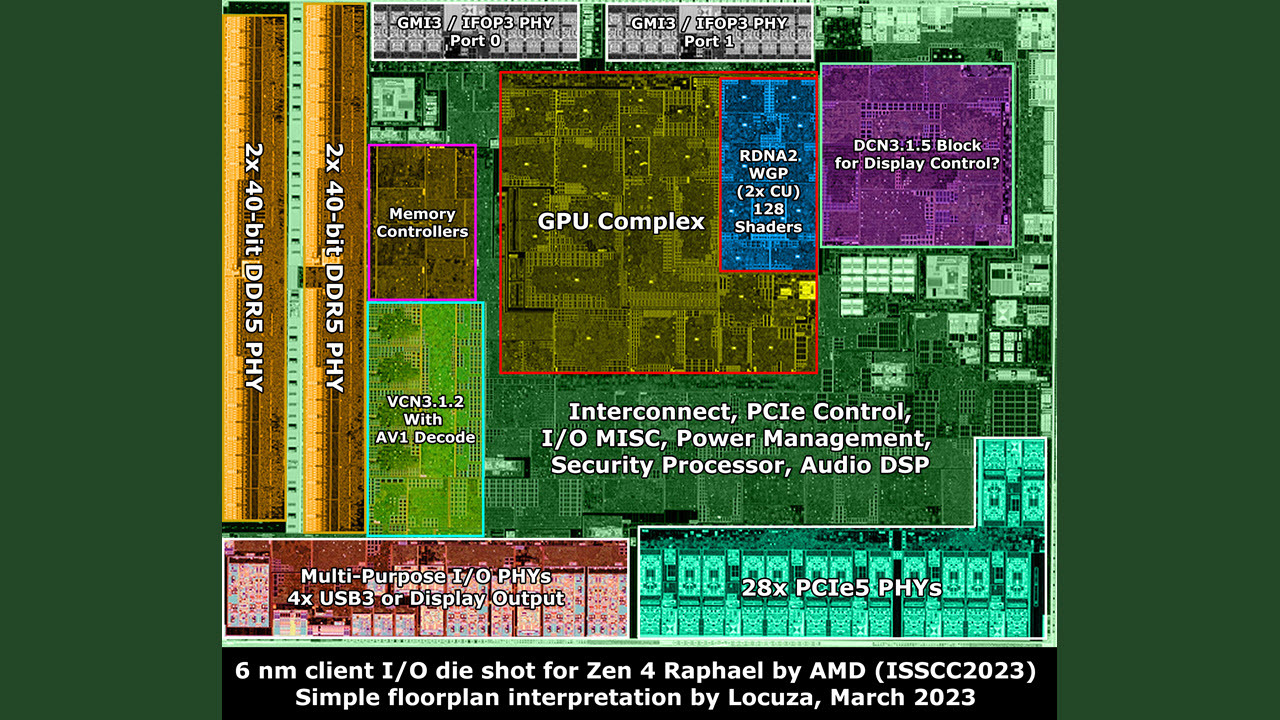 GMI3 / IFOP3 PHY
Port 0
GMI3 / IFOP3 PHY
Port 1
2x 40-bit DDR5 PHY
2x 40-bit DDR5 PHY
Memory
Controllers
GPU Complex
RDNA2
WGP
(2x CU)
128
Shaders
DCN3.1.5 Block
for Display Control?
VCN3.1.2
With
AV1 Decode
Interconnect, PCIe Control,
I/O MISC, Power Management,
Security Processor, Audio DSP
Multi-Purpose I/O PHYs
4x USB3 or Display Output
28x PCIe5 PHYs
6 nm client I/O die shot for Zen 4 Raphael by AMD (ISSCC2023)
Simple floorplan interpretation by Locuza, March 2023